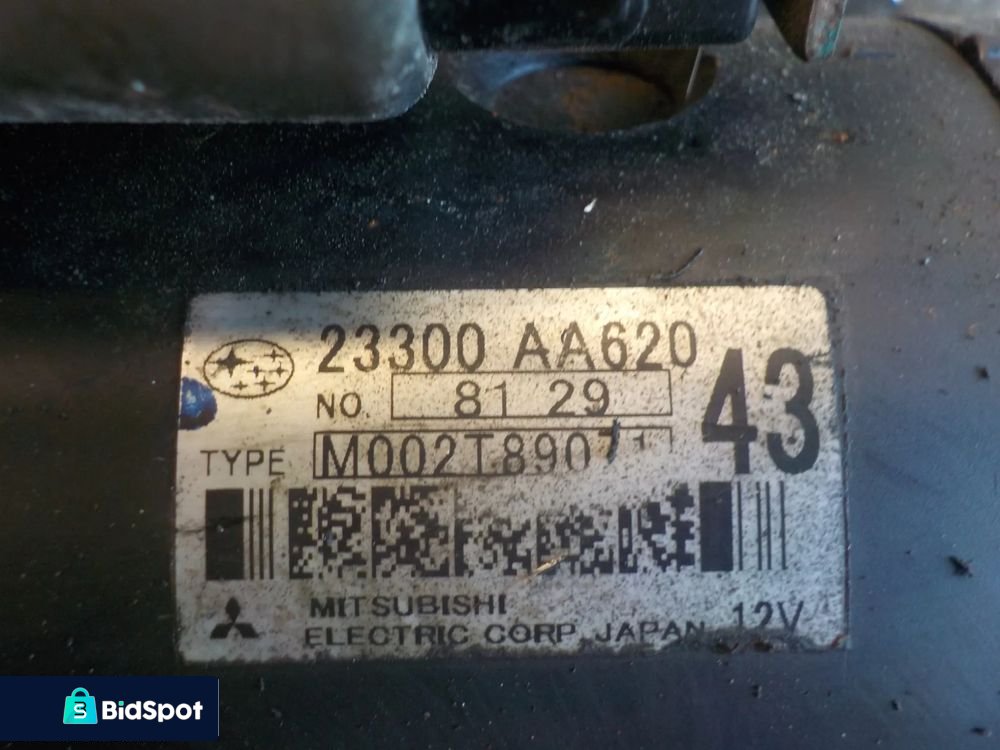 23300 AA620
NO. 81 29
43
TYPE M002T89071
MITSUBISHI
ELECTRIC CORP. JAPAN 12V
BidSpot